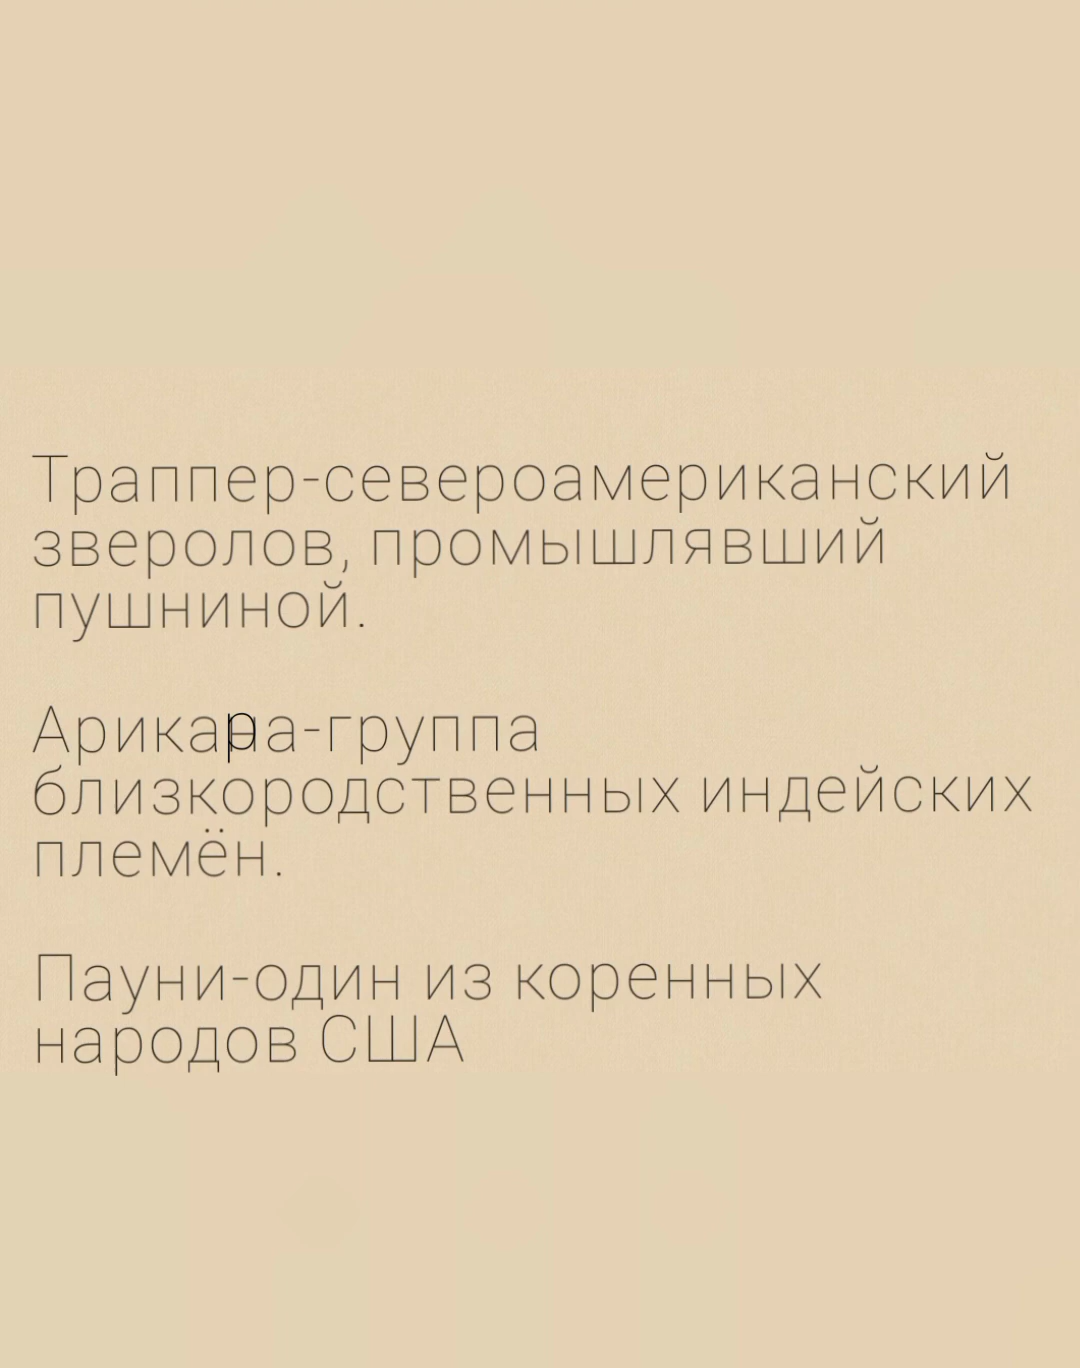 Траппер-североамериканский
зверолов, промышлявший
пушниной.
Арикара-группа
близкородственных индейских
племён.
Пауни-один из коренных
народов США